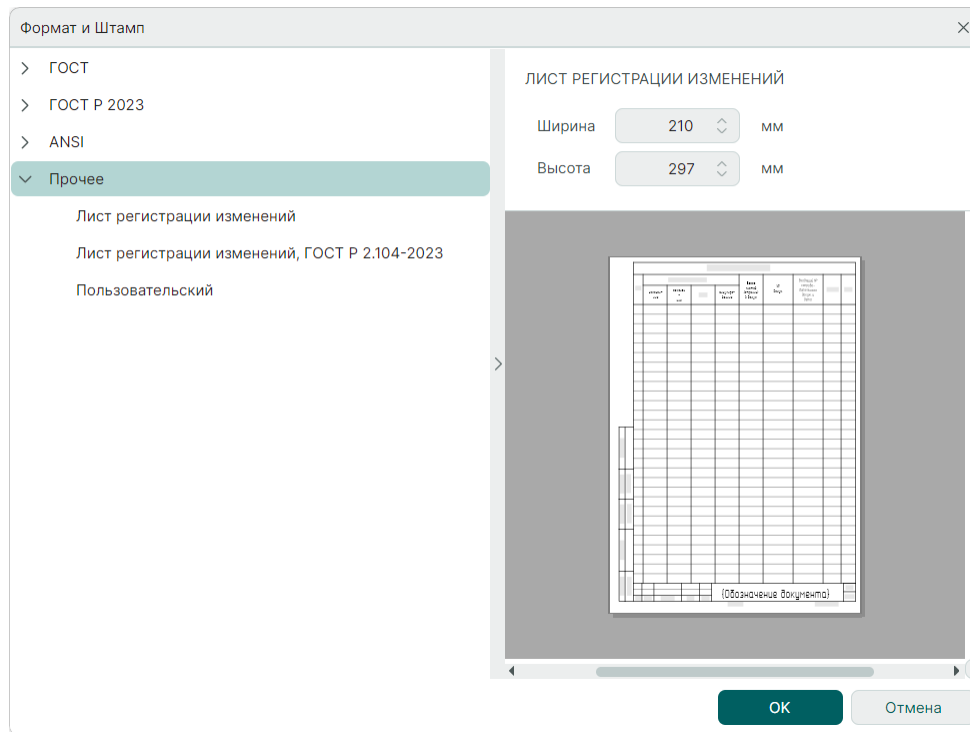 Формат и Штамп
ГОСТ
ГОСТ Р 2023
ANSI
Прочее
Лист регистрации изменений
Лист регистрации изменений, ГОСТ Р 2.104-2023
Пользовательский
ЛИСТ РЕГИСТРАЦИИ ИЗМЕНЕНИЙ
Ширина 210 мм
Высота 297 мм
{Обозначение документа}
ОК
Отмена